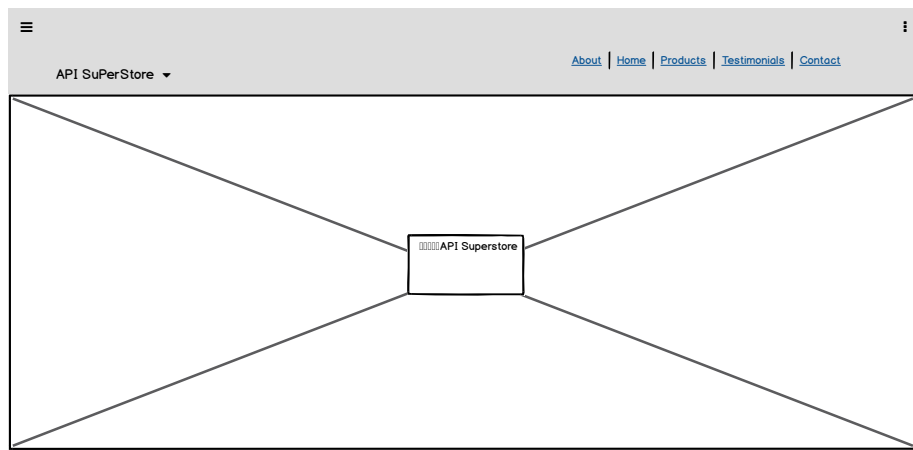 API SuPerStore
About | Home | Products | Testimonials | Contact
API Superstore